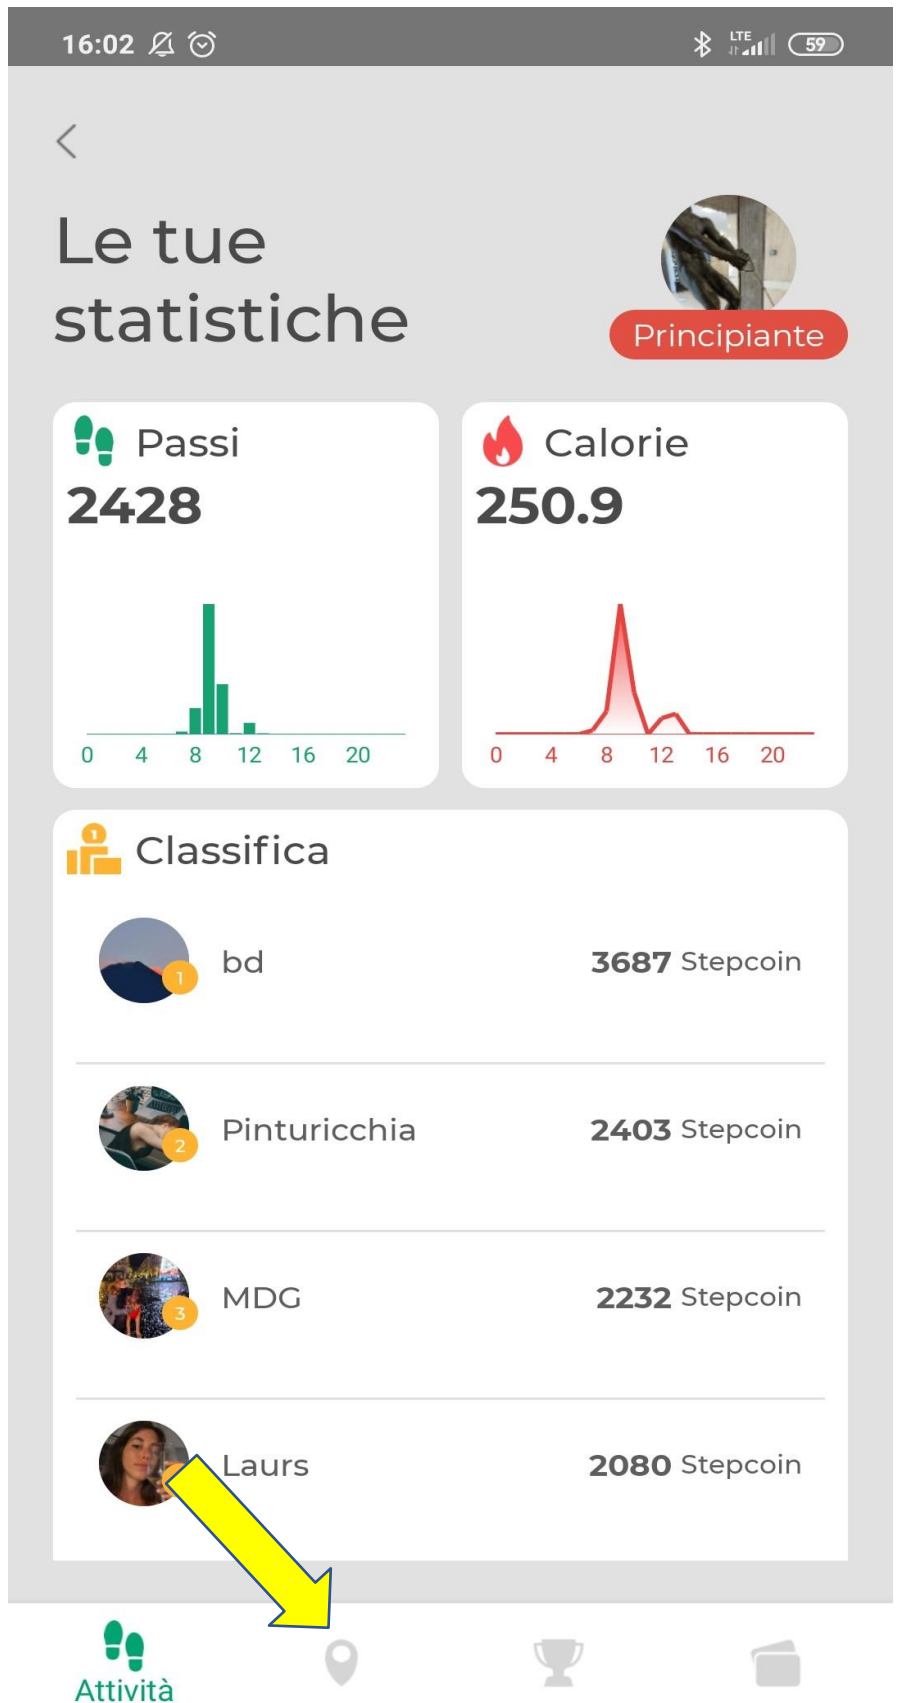 16:02
LTE
59
Le tue
statistiche
Principiante
Passi
2428
Calorie
250.9
0 4 8 12 16 20
0 4 8 12 16 20
1
Classifica
1
bd
3687 Stepcoin
2
Pinturicchia
2403 Stepcoin
3
MDG
2232 Stepcoin
Laurs
2080 Stepcoin
Attività